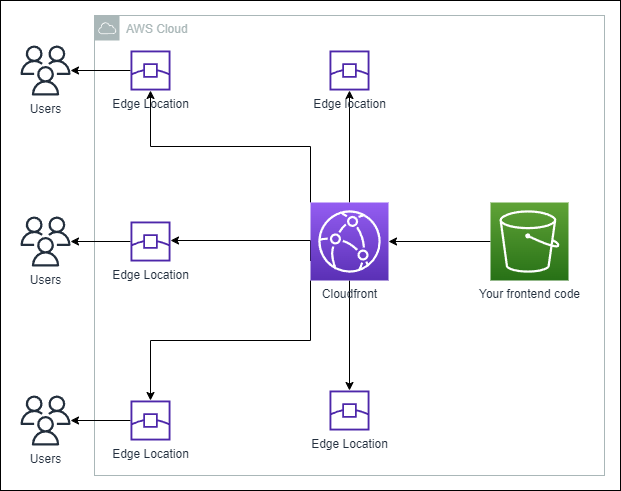 AWS Cloud
Users
Edge Location
Edge location
Users
Edge Location
Cloudfront
Your frontend code
Users
Edge Location
Edge Location